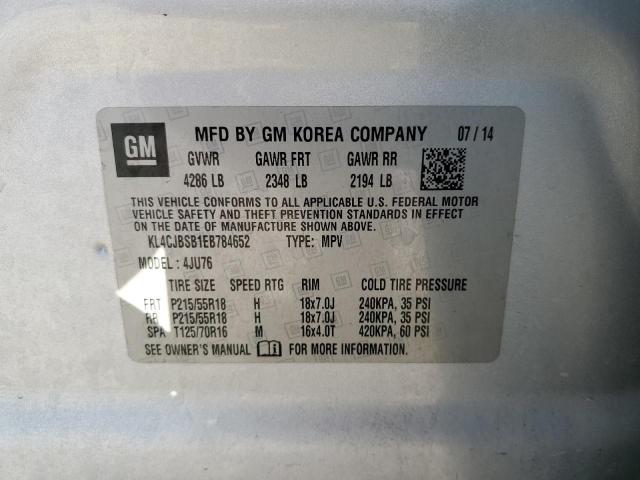 GM MFD BY GM KOREA COMPANY 07 / 14
GVWR GAWR FRT GAWR RR
4286 LB 2348 LB 2194 LB
THIS VEHICLE CONFORMS TO ALL APPLICABLE U.S. FEDERAL MOTOR
VEHICLE SAFETY AND THEFT PREVENTION STANDARDS IN EFFECT
ON THE DATE OF MANUFACTURE SHOWN ABOVE.
KL4CJBSB1EB784652 TYPE: MPV
MODEL : 4JU76
TIRE SIZE SPEED RTG RIM COLD TIRE PRESSURE
FRT P215/55R18 H 18x7.0J 240KPA, 35 PSI
RR P215/55R18 H 18x7.0J 240KPA, 35 PSI
SPA T125/70R16 M 16x4.0T 420KPA, 60 PSI
SEE OWNER'S MANUAL FOR MORE INFORMATION.